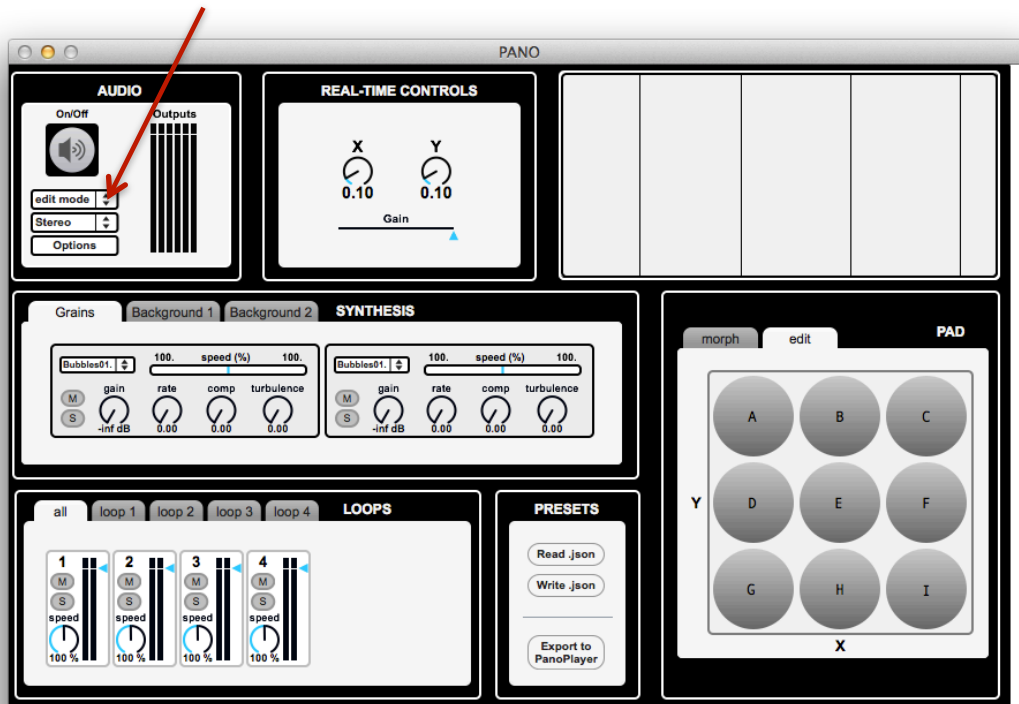 PANO
AUDIO
On/Off
Outputs
edit mode
Stereo
Options
REAL-TIME CONTROLS
X Y
0.10 0.10
Gain
Grains Background 1 Background 2 SYNTHESIS
Bubbles01. 100. speed (%) 100.
M gain rate comp turbulence
S
-inf dB 0.00 0.00 0.00
Bubbles01. 100. speed (%) 100.
M gain rate comp turbulence
S
-inf dB 0.00 0.00 0.00
PAD
morph edit
A B C
Y D E F
G H I
X
all loop 1 loop 2 loop 3 loop 4 LOOPS
1 2 3 4
M M M M
S S S S
speed speed speed speed
100 % 100 % 100 % 100 %
PRESETS
Read .json
Write .json
Export to
PanoPlayer